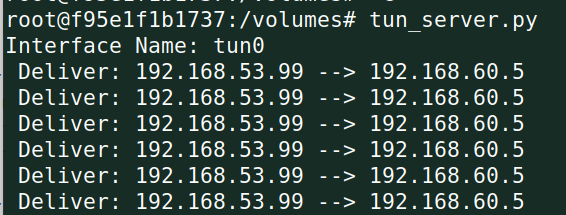 root@f95e1f1b1737:/volumes# tun_server.py
Interface Name: tun0
Deliver: 192.168.53.99 --> 192.168.60.5
Deliver: 192.168.53.99 --> 192.168.60.5
Deliver: 192.168.53.99 --> 192.168.60.5
Deliver: 192.168.53.99 --> 192.168.60.5
Deliver: 192.168.53.99 --> 192.168.60.5
Deliver: 192.168.53.99 --> 192.168.60.5